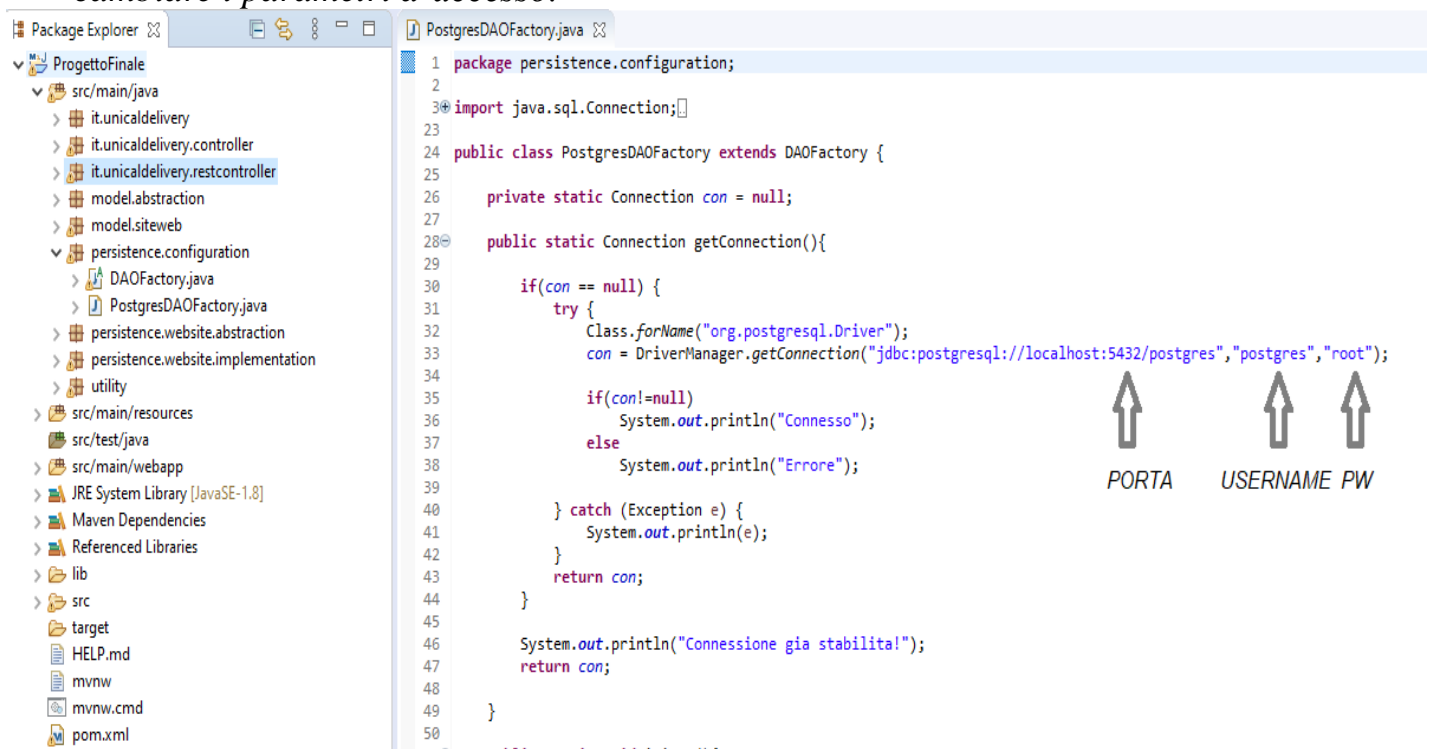 cambiare i parametri d'accesso.
Package Explorer
ProgettoFinale
src/main/java
it.unicaldelivery
it.unicaldelivery.controller
it.unicaldelivery.restcontroller
model.abstraction
model.siteweb
persistence.configuration
DAOFactory.java
PostgresDAOFactory.java
persistence.website.abstraction
persistence.website.implementation
utility
src/main/resources
src/test/java
src/main/webapp
JRE System Library [JavaSE-1.8]
Maven Dependencies
Referenced Libraries
lib
src
target
HELP.md
mvnw
mvnw.cmd
pom.xml
PostgresDAOFactory.java
1 package persistence.configuration;
2
3 import java.sql.Connection;
23
24 public class PostgresDAOFactory extends DAOFactory {
25
26 private static Connection con = null;
27
28 public static Connection getConnection(){
29
30 if(con == null) {
31 try {
32 Class.forName("org.postgresql.Driver");
33 con = DriverManager.getConnection("jdbc:postgresql://localhost:5432/postgres","postgres","root");
34
35 if(con!=null)
36 System.out.println("Connesso");
37 else
38 System.out.println("Errore");
39
40 } catch (Exception e) {
41 System.out.println(e);
42 }
43 return con;
44 }
45
46 System.out.println("Connessione gia stabilita!");
47 return con;
48
49 }
50
PORTA USERNAME PW